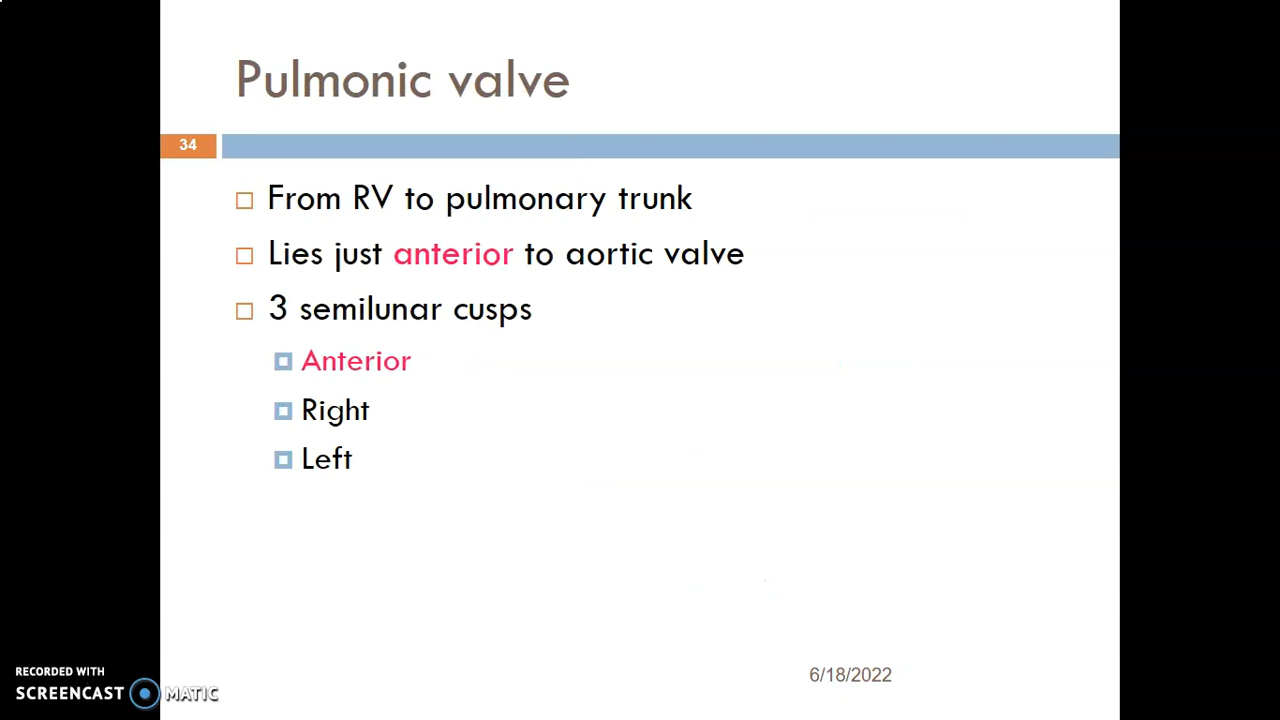 Pulmonic valve
34
From RV to pulmonary trunk
Lies just anterior to aortic valve
3 semilunar cusps
Anterior
Right
Left
6/18/2022
RECORDED WITH
SCREENCAST MATIC